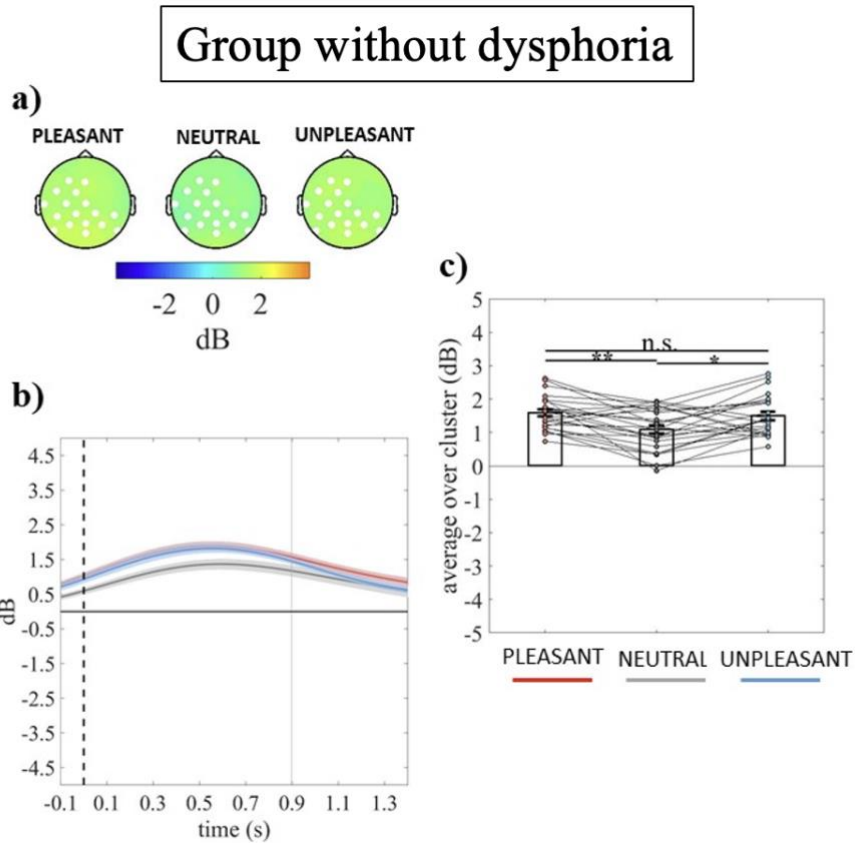 Group without dysphoria
a)
PLEASANT NEUTRAL UNPLEASANT
-2 0 2
dB
b)
4.5
3.5
2.5
1.5
0.5
-0.5
-1.5
-2.5
-3.5
-4.5
dB
-0.1 0.1 0.3 0.5 0.7 0.9 1.1 1.3
time (s)
c)
5
4
3
2
1
0
-1
-2
-3
-4
-5
average over cluster (dB)
n.s.
** *
PLEASANT NEUTRAL UNPLEASANT